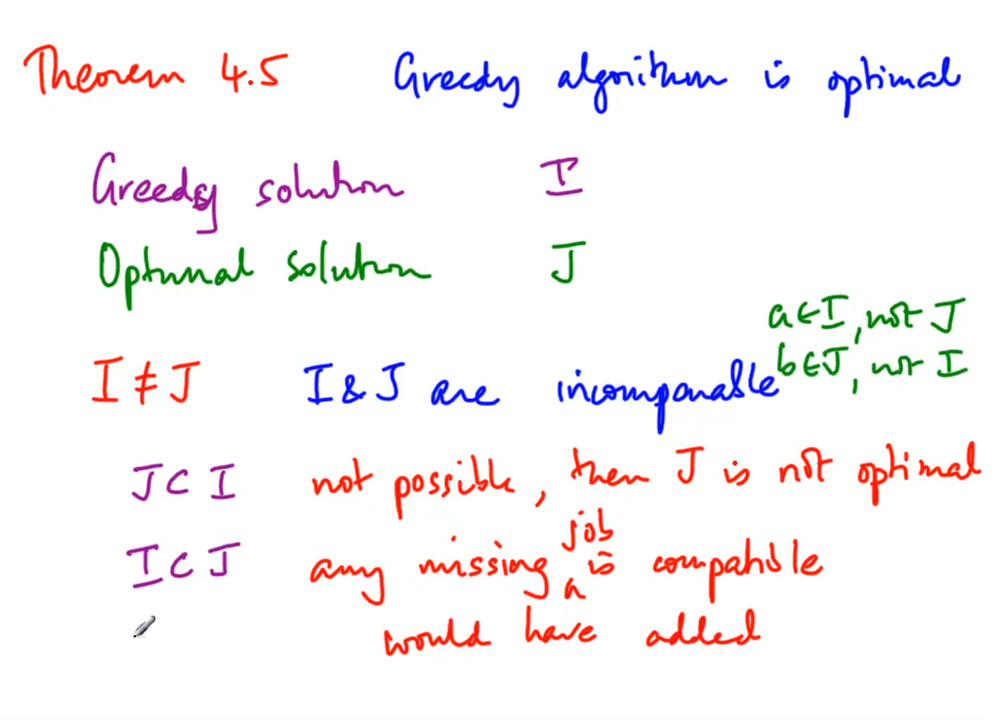 Theorem 4.5 Greedy algorithm is optimal
Greedy solution I
Optimal solution J
a ∈ I, not J
I ≠ J I & J are incomparable b ∈ J, not I
J ⊂ I not possible, then J is not optimal
job
I ⊂ J any missing ^ is compatible
would have added